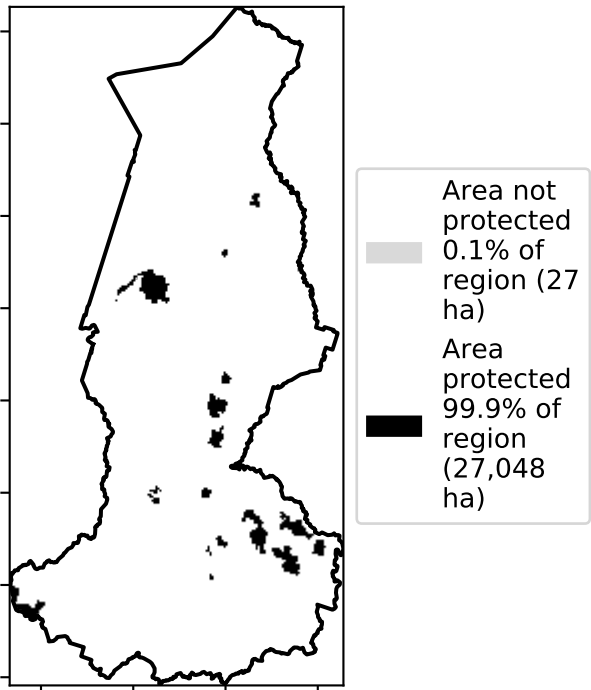 Area not
protected
0.1% of
region (27
ha)
Area
protected
99.9% of
region
(27,048
ha)